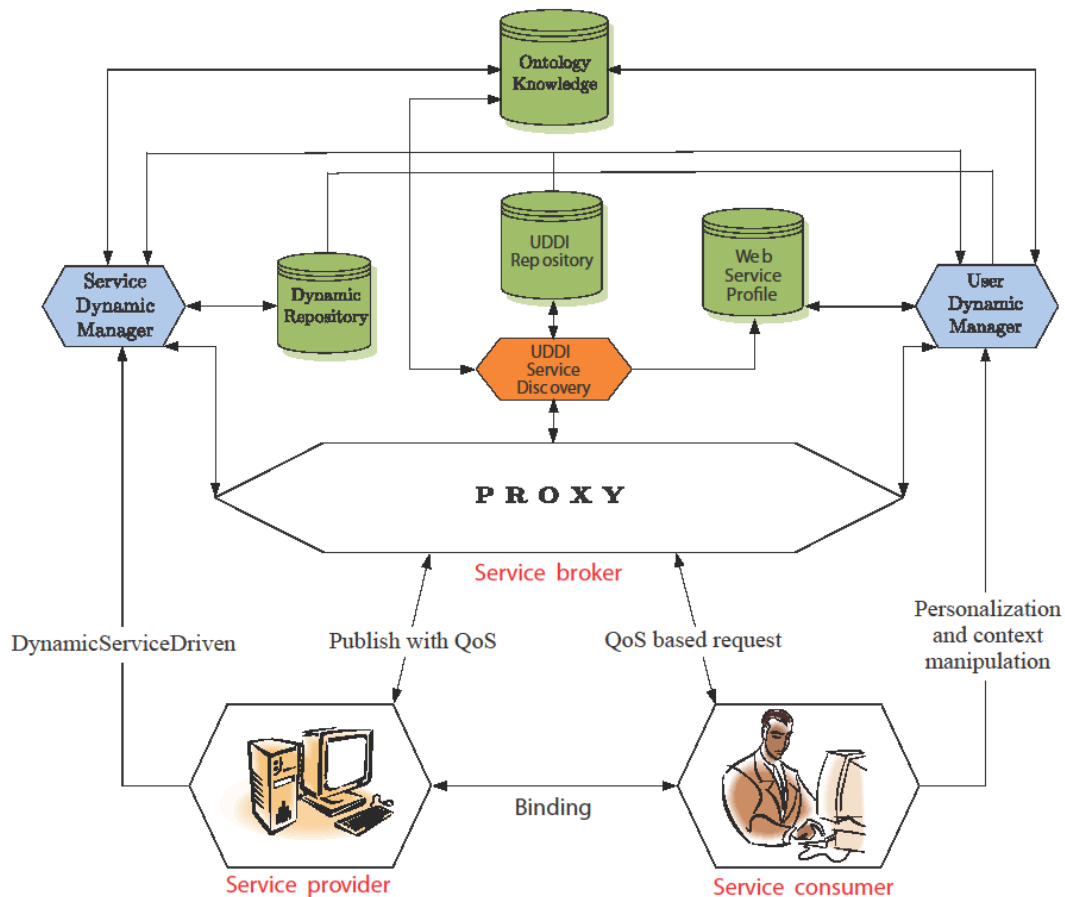 Ontology
Knowledge
UDDI
Repository
Web
Service
Profile
Service
Dynamic
Manager
Dynamic
Repository
User
Dynamic
Manager
UDDI
Service
Discovery
PROXY
Service broker
DynamicServiceDriven
Publish with QoS
QoS based request
Personalization
and context
manipulation
Binding
Service provider
Service consumer